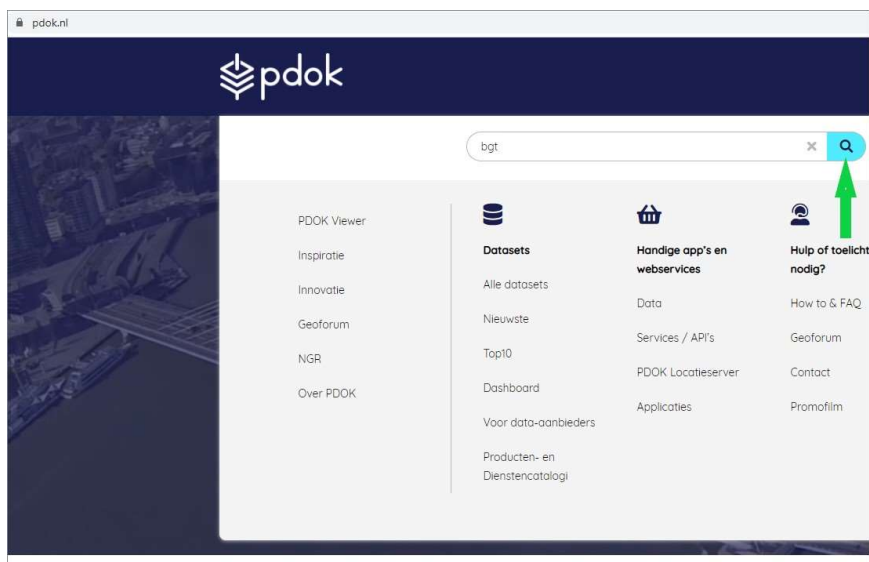 pdok.nl
pdok
bgt
PDOK Viewer
Inspiratie
Innovatie
Geoforum
NGR
Over PDOK
Datasets
Alle datasets
Nieuwste
Top10
Dashboard
Voor data-aanbieders
Producten- en
Dienstencatalogi
Handige app's en
webservices
Data
Services / API's
PDOK Locatieserver
Applicaties
Hulp of toelicht
nodig?
How to & FAQ
Geoforum
Contact
Promofilm